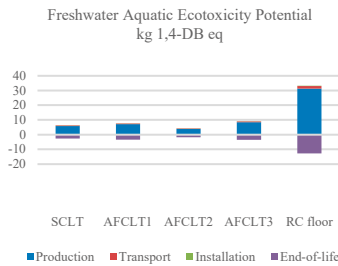 Freshwater Aquatic Ecotoxicity Potential
kg 1,4-DB eq
40
30
20
10
0
-10
-20
SCLT AFCLT1 AFCLT2 AFCLT3 RC floor
Production Transport Installation End-of-life